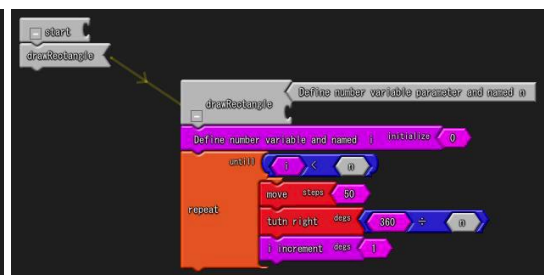 start
drawRectangle
Define number variable parameter and named n
drawRectangle
Define number variable and named i initialize 0
untill i < n
repeat
move steps 50
tutn right degs 360 ÷ n
i increment degs 1